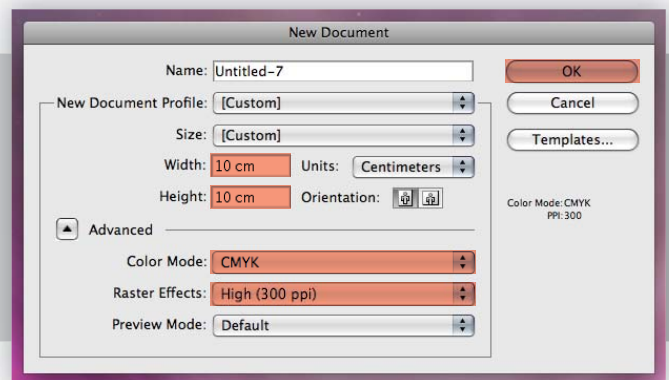 New Document
Name: Untitled-7
OK
New Document Profile: [Custom]
Cancel
Size: [Custom]
Templates...
Width: 10 cm Units: Centimeters
Height: 10 cm Orientation:
Color Mode: CMYK
PPI: 300
Advanced
Color Mode: CMYK
Raster Effects: High (300 ppi)
Preview Mode: Default